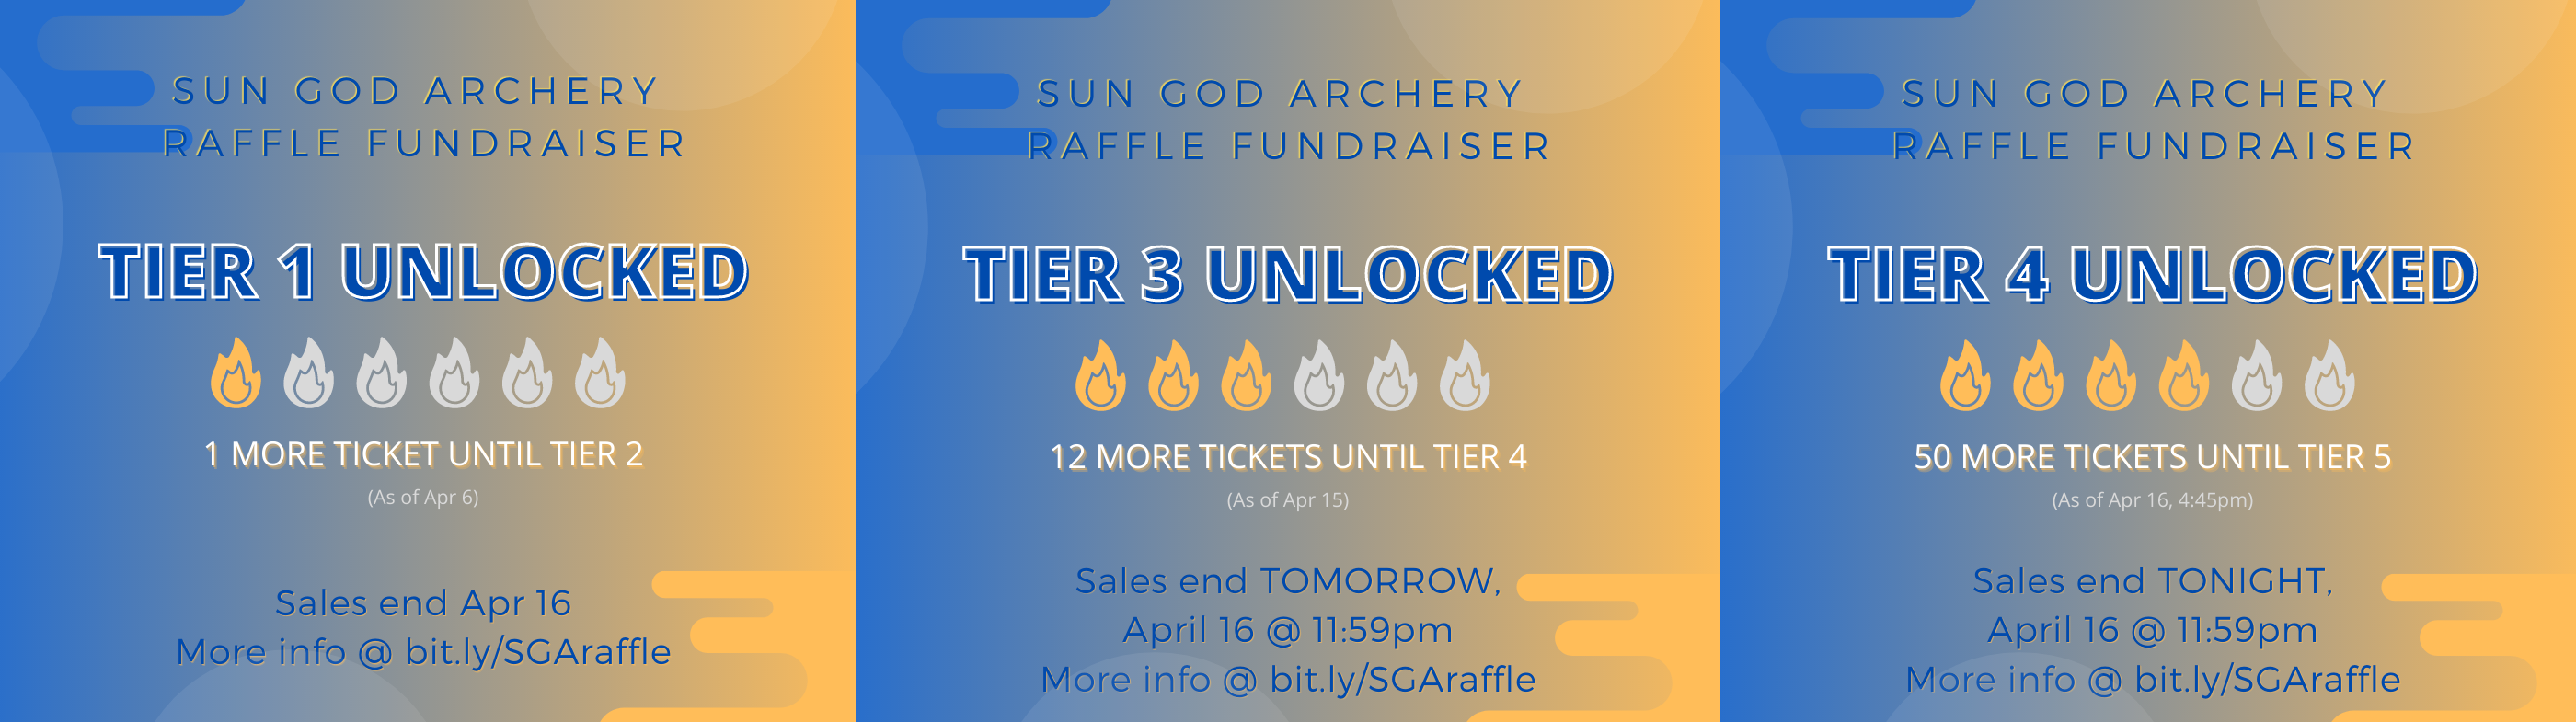 SUN GOD ARCHERY
RAFFLE FUNDRAISER
TIER 1 UNLOCKED
1 MORE TICKET UNTIL TIER 2
(As of Apr 6)
Sales end Apr 16
More info @ bit.ly/SGAraffle
SUN GOD ARCHERY
RAFFLE FUNDRAISER
TIER 3 UNLOCKED
12 MORE TICKETS UNTIL TIER 4
(As of Apr 15)
Sales end TOMORROW,
April 16 @ 11:59pm
More info @ bit.ly/SGAraffle
SUN GOD ARCHERY
RAFFLE FUNDRAISER
TIER 4 UNLOCKED
50 MORE TICKETS UNTIL TIER 5
(As of Apr 16, 4:45pm)
Sales end TONIGHT,
April 16 @ 11:59pm
More info @ bit.ly/SGAraffle